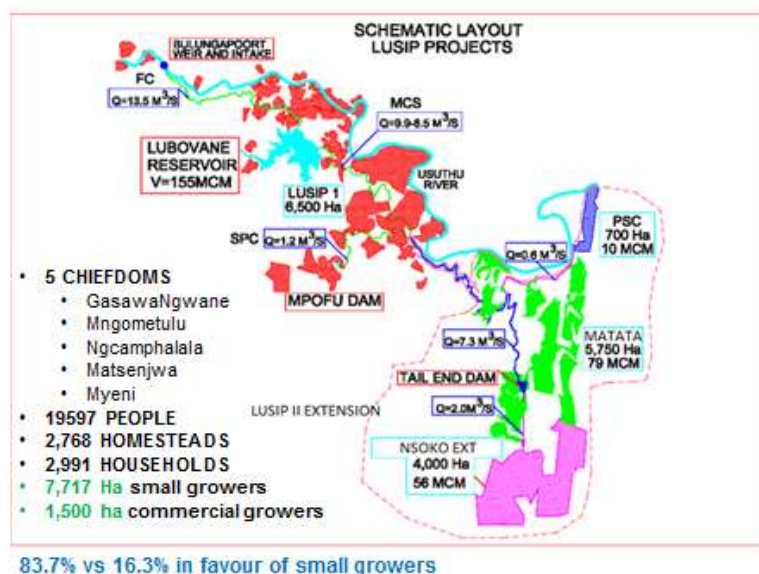 SCHEMATIC LAYOUT
LUSIP PROJECTS
BULUNGAPOORT
WEIR AND INTAKE
FC
Q=13.5 M³/S
MCS
Q=9.9-8.5 M³/S
LUBOVANE
RESERVOIR
V=155MCM
LUSIP 1
6,500 Ha
USUTHU
RIVER
SPC
Q=1.2 M³/S
MPOFU DAM
PSC
700 Ha
10 MCM
Q=0.6 M³/S
Q=7.3 M³/S
MATATA
5,750 Ha
79 MCM
TAIL END DAM
LUSIP II EXTENSION
Q=2.0M³/S
NSOKO EXT
4,000 Ha
56 MCM
• 5 CHIEFDOMS
• GasawaNgwane
• Mngometulu
• Ngcamphalala
• Matsenjwa
• Myeni
• 19597 PEOPLE
• 2,768 HOMESTEADS
• 2,991 HOUSEHOLDS
• 7,717 Ha small growers
• 1,500 ha commercial growers
83.7% vs 16.3% in favour of small growers